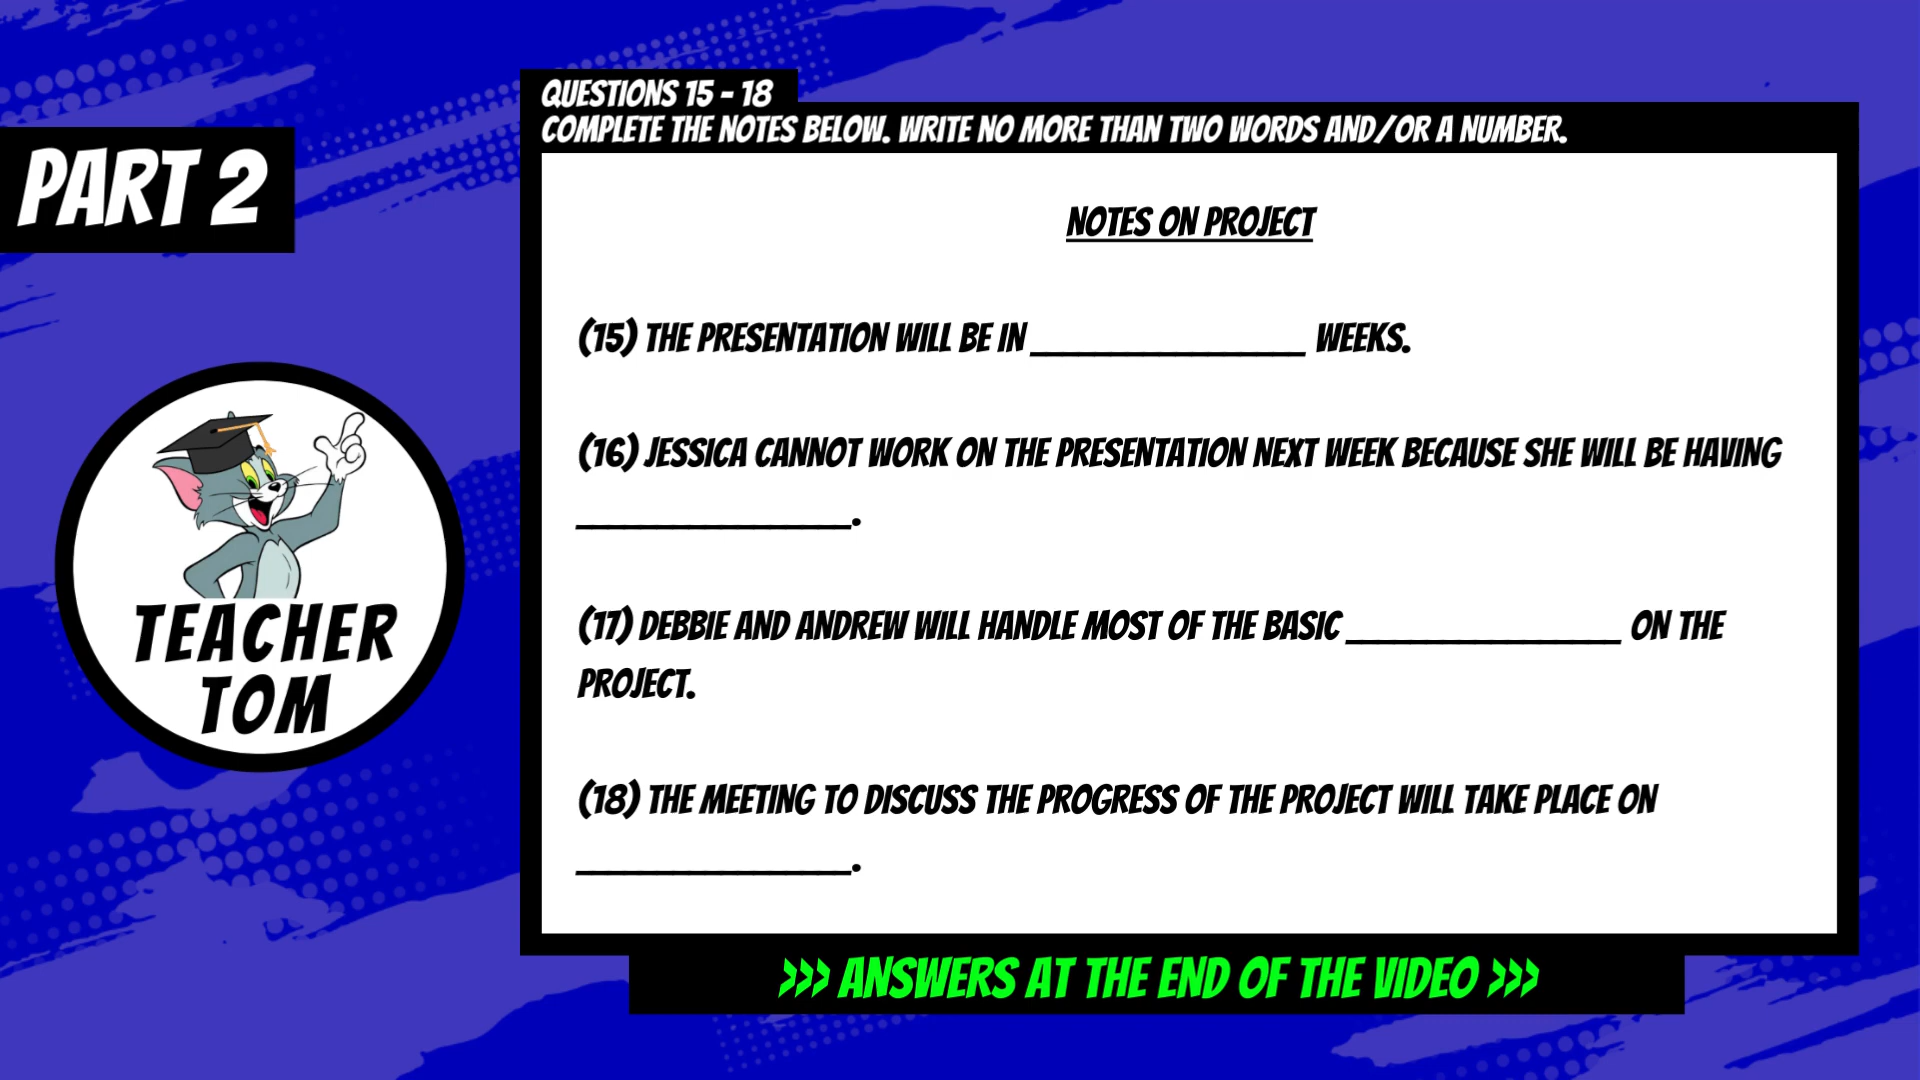 QUESTIONS 15 - 18
COMPLETE THE NOTES BELOW. WRITE NO MORE THAN TWO WORDS AND/OR A NUMBER.
PART 2
NOTES ON PROJECT
(15) THE PRESENTATION WILL BE IN _______________ WEEKS.
(16) JESSICA CANNOT WORK ON THE PRESENTATION NEXT WEEK BECAUSE SHE WILL BE HAVING
_______________.
(17) DEBBIE AND ANDREW WILL HANDLE MOST OF THE BASIC _______________ ON THE
PROJECT.
(18) THE MEETING TO DISCUSS THE PROGRESS OF THE PROJECT WILL TAKE PLACE ON
_______________.
TEACHER
TOM
>>> ANSWERS AT THE END OF THE VIDEO >>>